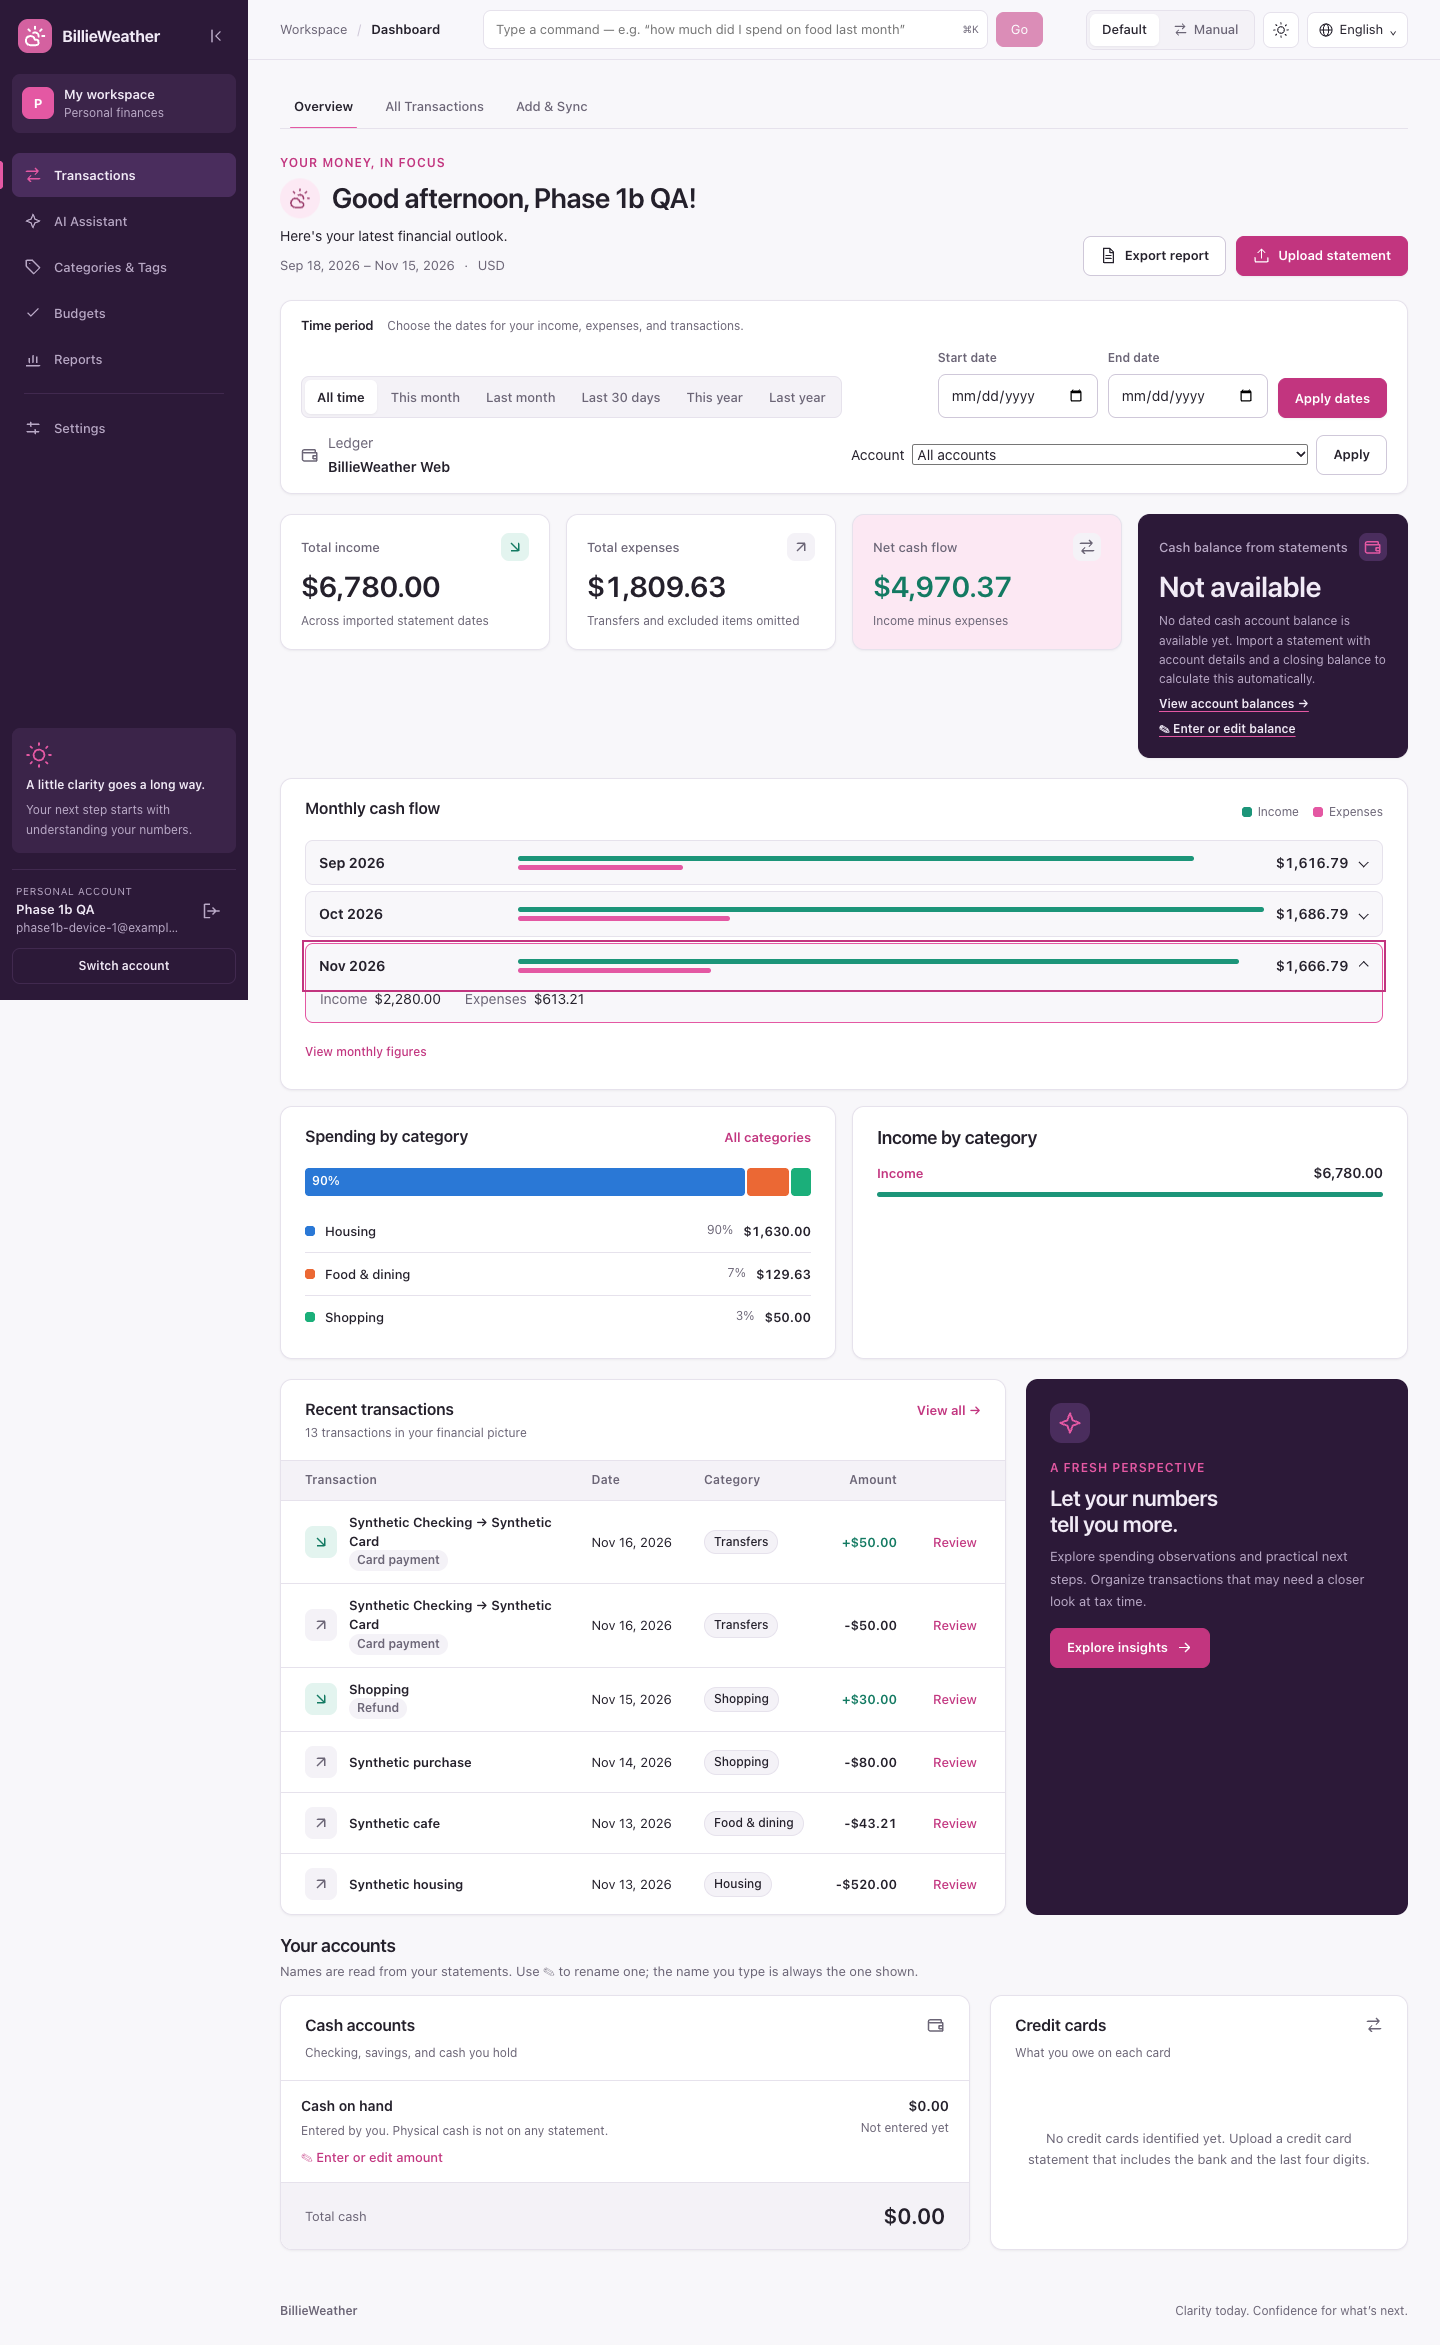 BillieWeather
P
My workspace
Personal finances
Transactions
AI Assistant
Categories & Tags
Budgets
Reports
Settings
A little clarity goes a long way.
Your next step starts with
understanding your numbers.
PERSONAL ACCOUNT
Phase 1b QA
phase1b-device-1@exampl...
Switch account
Workspace / Dashboard
Type a command — e.g. “how much did I spend on food last month”
⌘K
Go
Default
Manual
English
Overview
All Transactions
Add & Sync
YOUR MONEY, IN FOCUS
Good afternoon, Phase 1b QA!
Here's your latest financial outlook.
Sep 18, 2026 – Nov 15, 2026 · USD
Export report
Upload statement
Time period
Choose the dates for your income, expenses, and transactions.
All time
This month
Last month
Last 30 days
This year
Last year
Start date
mm/dd/yyyy
End date
mm/dd/yyyy
Apply dates
Ledger
BillieWeather Web
Account
All accounts
Apply
Total income
$6,780.00
Across imported statement dates
Total expenses
$1,809.63
Transfers and excluded items omitted
Net cash flow
$4,970.37
Income minus expenses
Cash balance from statements
Not available
No dated cash account balance is
available yet. Import a statement with
account details and a closing balance to
calculate this automatically.
View account balances →
✎ Enter or edit balance
Monthly cash flow
Income
Expenses
Sep 2026
$1,616.79
Oct 2026
$1,686.79
Nov 2026
$1,666.79
Income $2,280.00 Expenses $613.21
View monthly figures
Spending by category
All categories
90%
Housing 90% $1,630.00
Food & dining 7% $129.63
Shopping 3% $50.00
Income by category
Income $6,780.00
Recent transactions
13 transactions in your financial picture
View all →
Transaction Date Category Amount
Synthetic Checking → Synthetic
Card
Card payment
Nov 16, 2026 Transfers +$50.00 Review
Synthetic Checking → Synthetic
Card
Card payment
Nov 16, 2026 Transfers -$50.00 Review
Shopping
Refund
Nov 15, 2026 Shopping +$30.00 Review
Synthetic purchase Nov 14, 2026 Shopping -$80.00 Review
Synthetic cafe Nov 13, 2026 Food & dining -$43.21 Review
Synthetic housing Nov 13, 2026 Housing -$520.00 Review
A FRESH PERSPECTIVE
Let your numbers
tell you more.
Explore spending observations and practical next
steps. Organize transactions that may need a closer
look at tax time.
Explore insights →
Your accounts
Names are read from your statements. Use ✎ to rename one; the name you type is always the one shown.
Cash accounts
Checking, savings, and cash you hold
Cash on hand
$0.00
Entered by you. Physical cash is not on any statement.
Not entered yet
✎ Enter or edit amount
Total cash
$0.00
Credit cards
What you owe on each card
No credit cards identified yet. Upload a credit card
statement that includes the bank and the last four digits.
BillieWeather
Clarity today. Confidence for what's next.